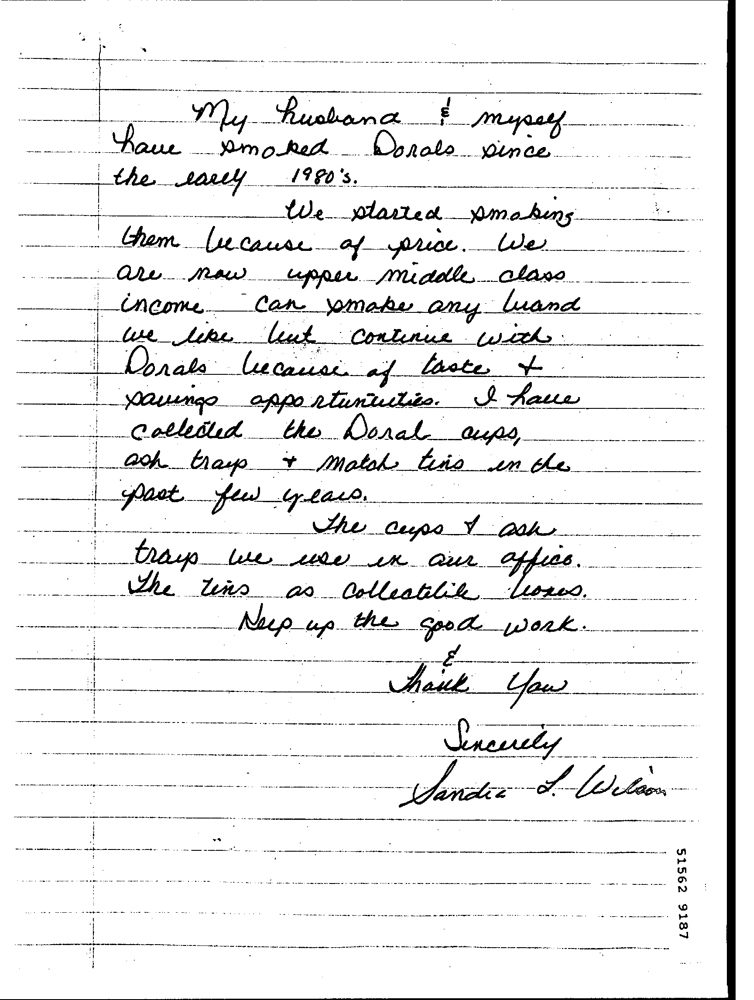 My husband & myself
have smoked Dorals since
the early 1980's.
We started smoking
them because of price. We
are now upper middle class
income can smoke any brand
we like but continue with
Dorals because of taste +
savings opportunities. I have
collected the Doral cups,
ash trays + match tins in the
past few years.
The cups & ash
trays we use in our office.
The tins as collectible boxes.
Keep up the good work.
&
Thank You
Sincerely
Sandra L. Wilson
51562 9187